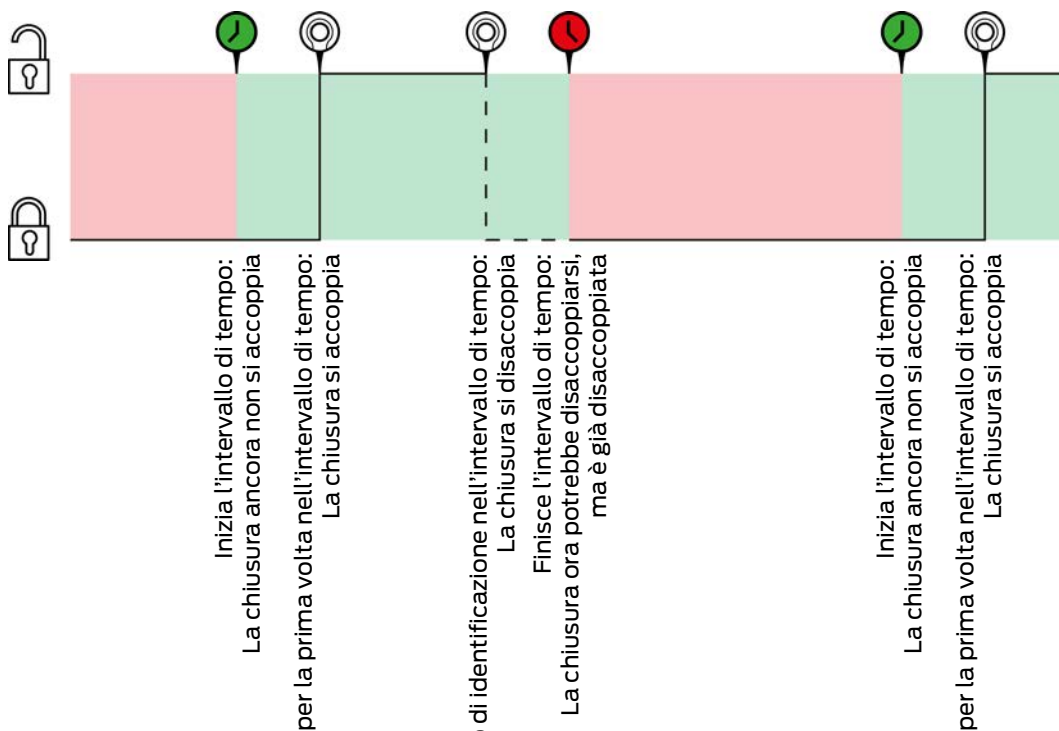 Inizia l'intervallo di tempo:
La chiusura ancora non si accoppia
per la prima volta nell'intervallo di tempo:
La chiusura si accoppia
di identificazione nell'intervallo di tempo:
La chiusura si disaccoppia
Finisce l'intervallo di tempo:
La chiusura ora potrebbe disaccoppiarsi,
ma è già disaccoppiata
Inizia l'intervallo di tempo:
La chiusura ancora non si accoppia
per la prima volta nell'intervallo di tempo:
La chiusura si accoppia